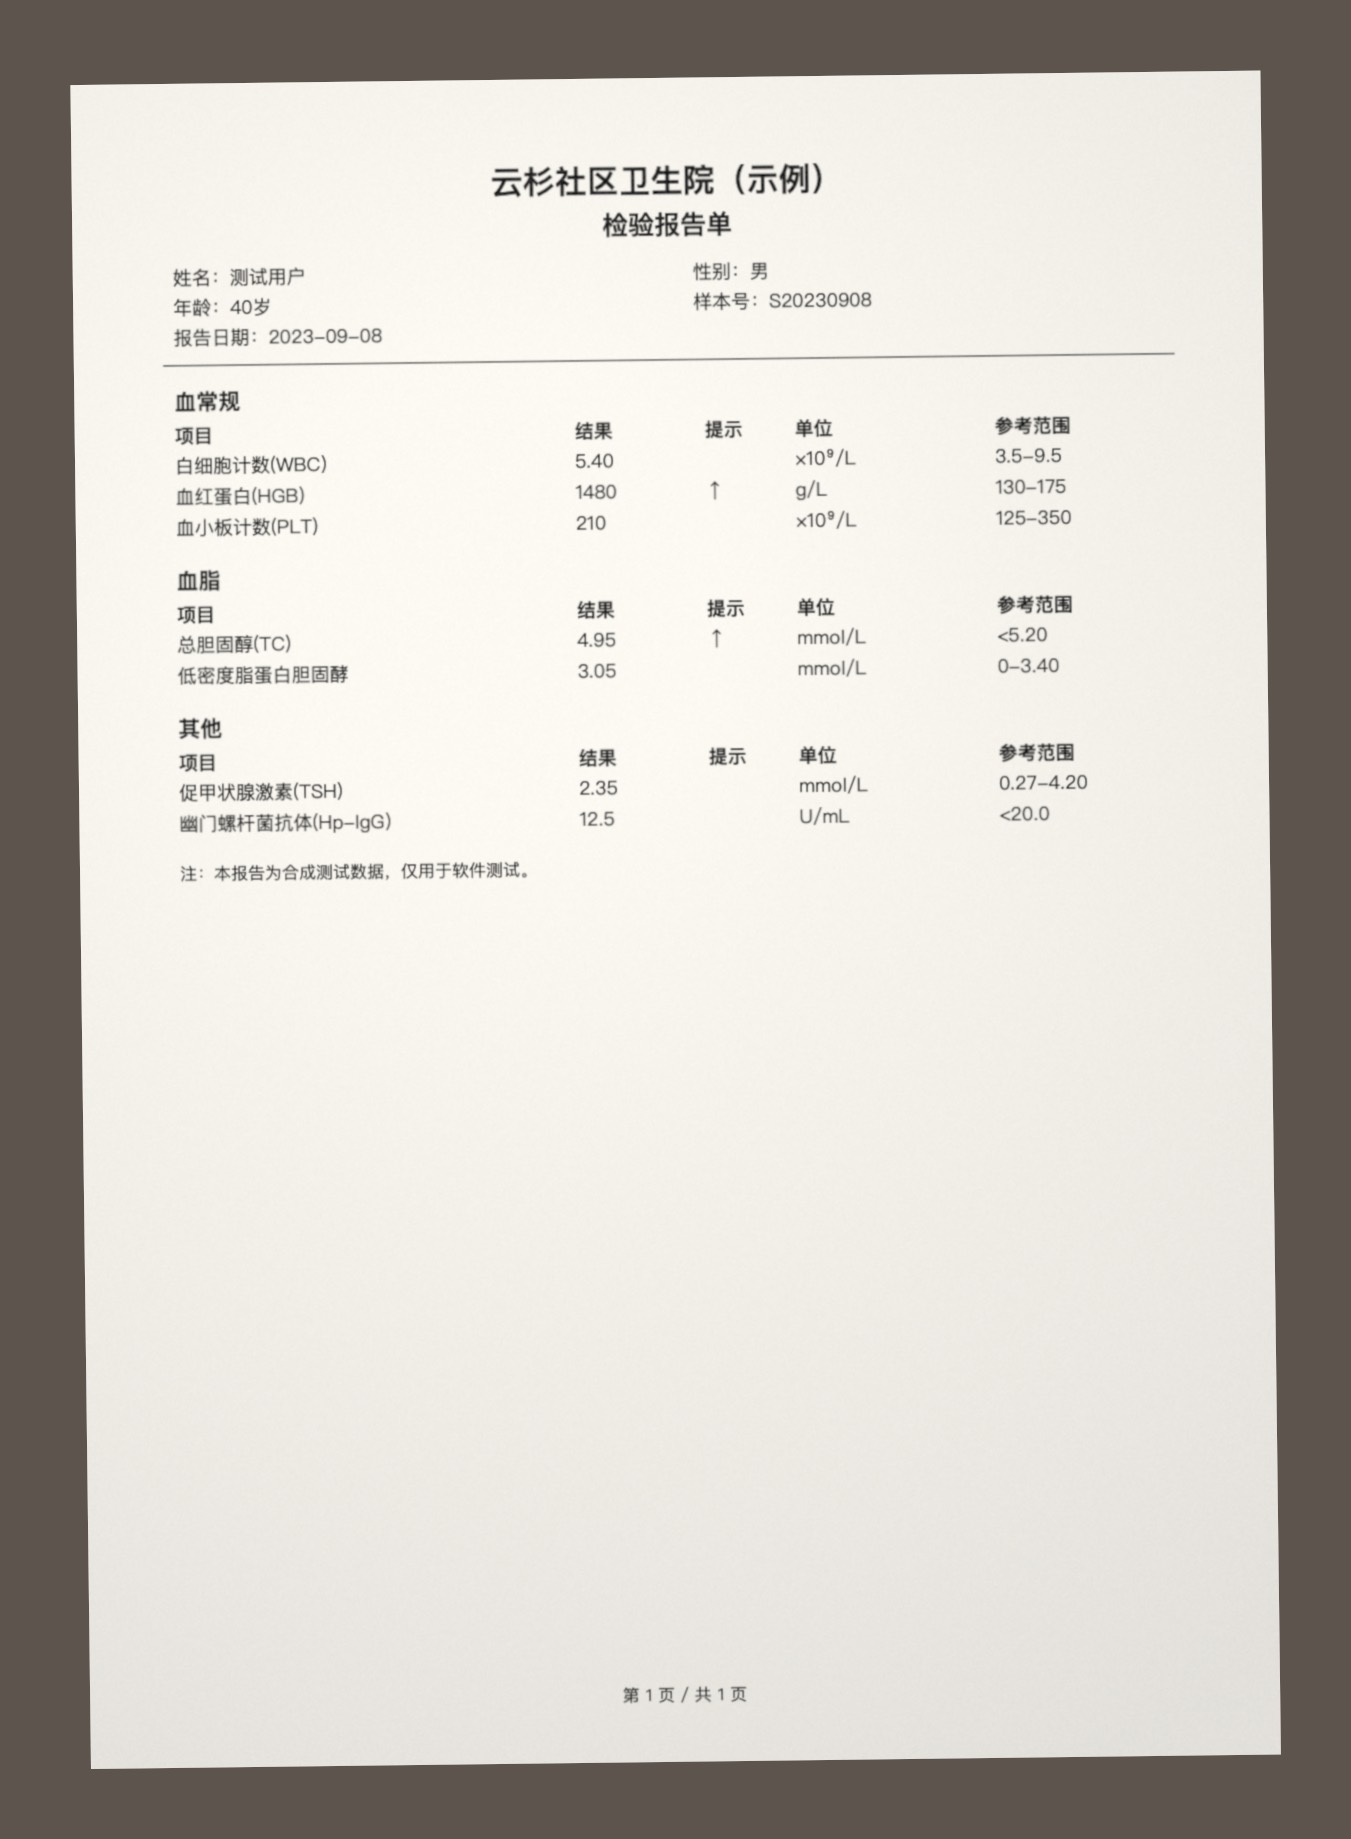 云杉社区卫生院（示例）
检验报告单
姓名：测试用户 性别：男
年龄：40岁 样本号：S20230908
报告日期：2023-09-08
血常规
项目 结果 提示 单位 参考范围
白细胞计数(WBC) 5.40 ×10⁹/L 3.5-9.5
血红蛋白(HGB) 1480 ↑ g/L 130-175
血小板计数(PLT) 210 ×10⁹/L 125-350
血脂
项目 结果 提示 单位 参考范围
总胆固醇(TC) 4.95 ↑ mmol/L <5.20
低密度脂蛋白胆固酵 3.05 mmol/L 0-3.40
其他
项目 结果 提示 单位 参考范围
促甲状腺激素(TSH) 2.35 mmol/L 0.27-4.20
幽门螺杆菌抗体(Hp-IgG) 12.5 U/mL <20.0
注：本报告为合成测试数据，仅用于软件测试。
第 1 页 / 共 1 页